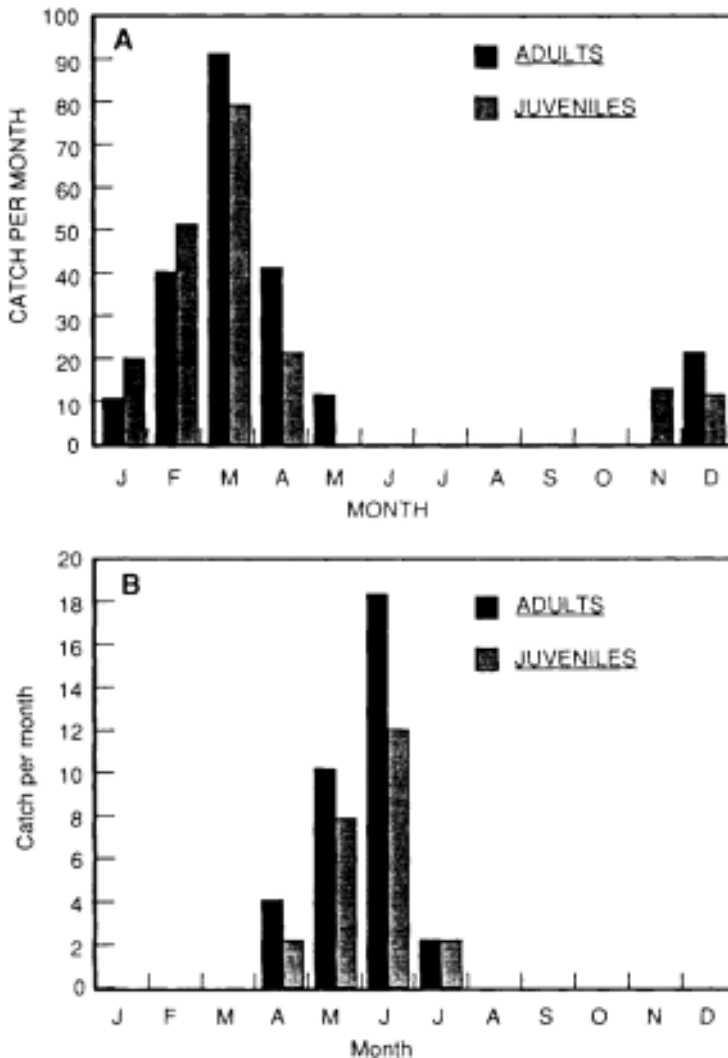 A
ADULTS
JUVENILES
CATCH PER MONTH
100
90
80
70
60
50
40
30
20
10
0
J F M A M J J A S O N D
MONTH
B
ADULTS
JUVENILES
Catch per month
20
18
16
14
12
10
8
6
4
2
0
J F M A M J J A S O N D
Month